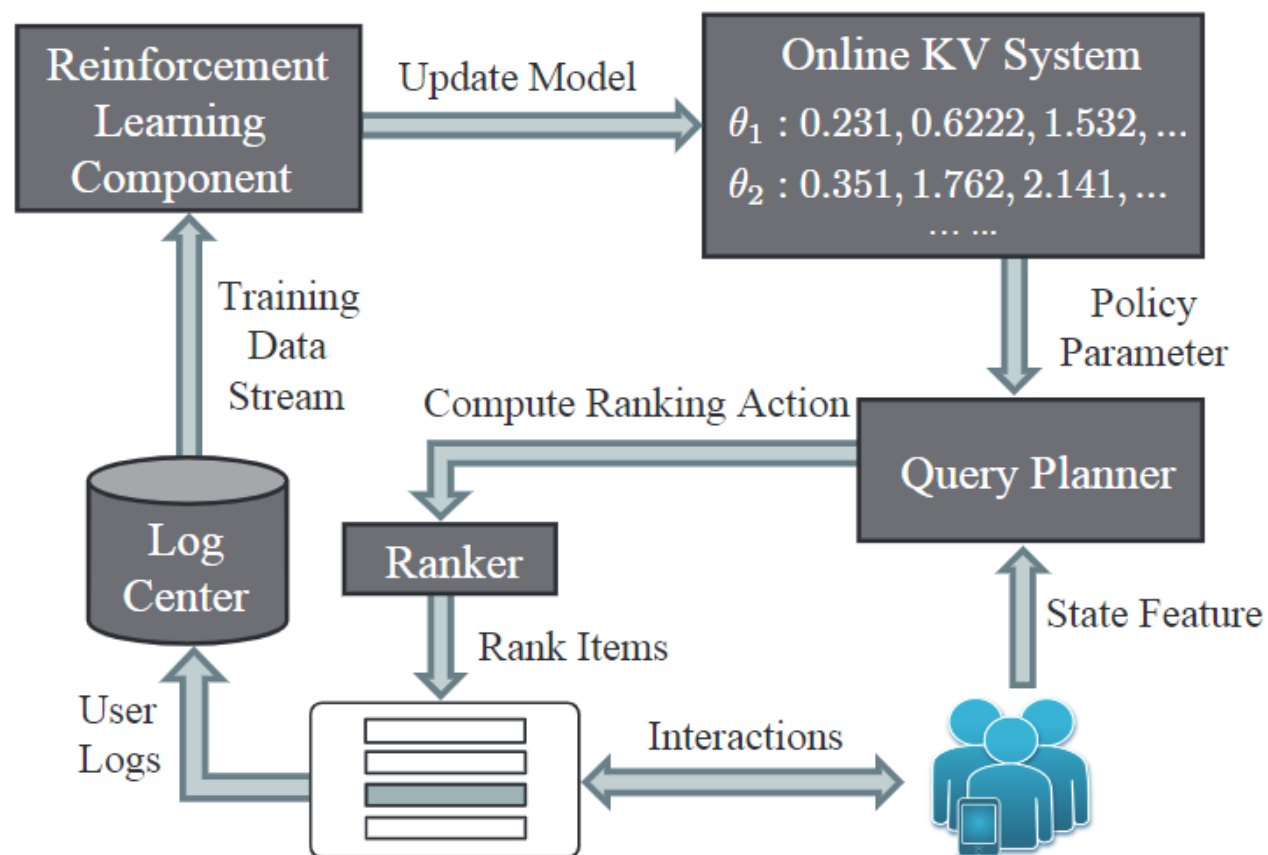 Reinforcement
Learning
Component
Update Model
Online KV System
θ₁ : 0.231, 0.6222, 1.532, ...
θ₂ : 0.351, 1.762, 2.141, ...
... ...
Training
Data
Stream
Policy
Parameter
Compute Ranking Action
Query Planner
Log
Center
Ranker
State Feature
Rank Items
User
Logs
Interactions